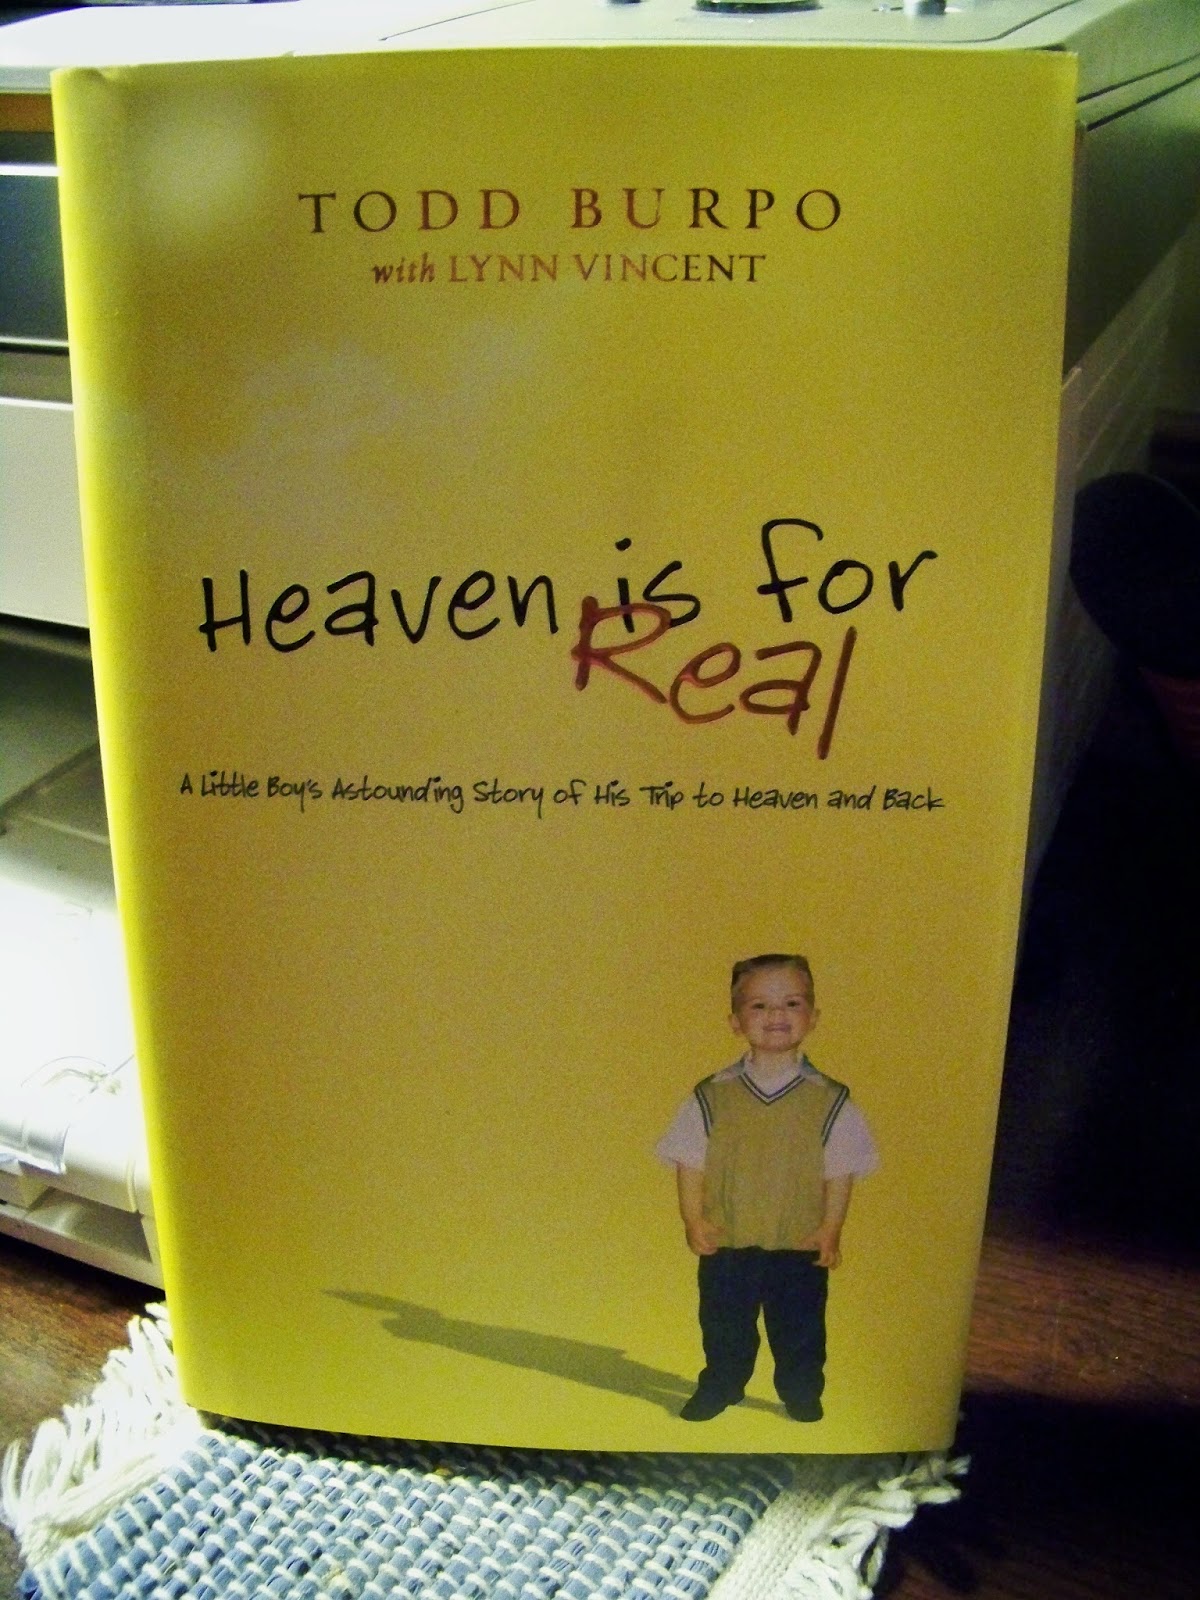 TODD BURPO
with LYNN VINCENT
Heaven is for
Real
A Little Boy's Astounding Story of His Trip to Heaven and Back